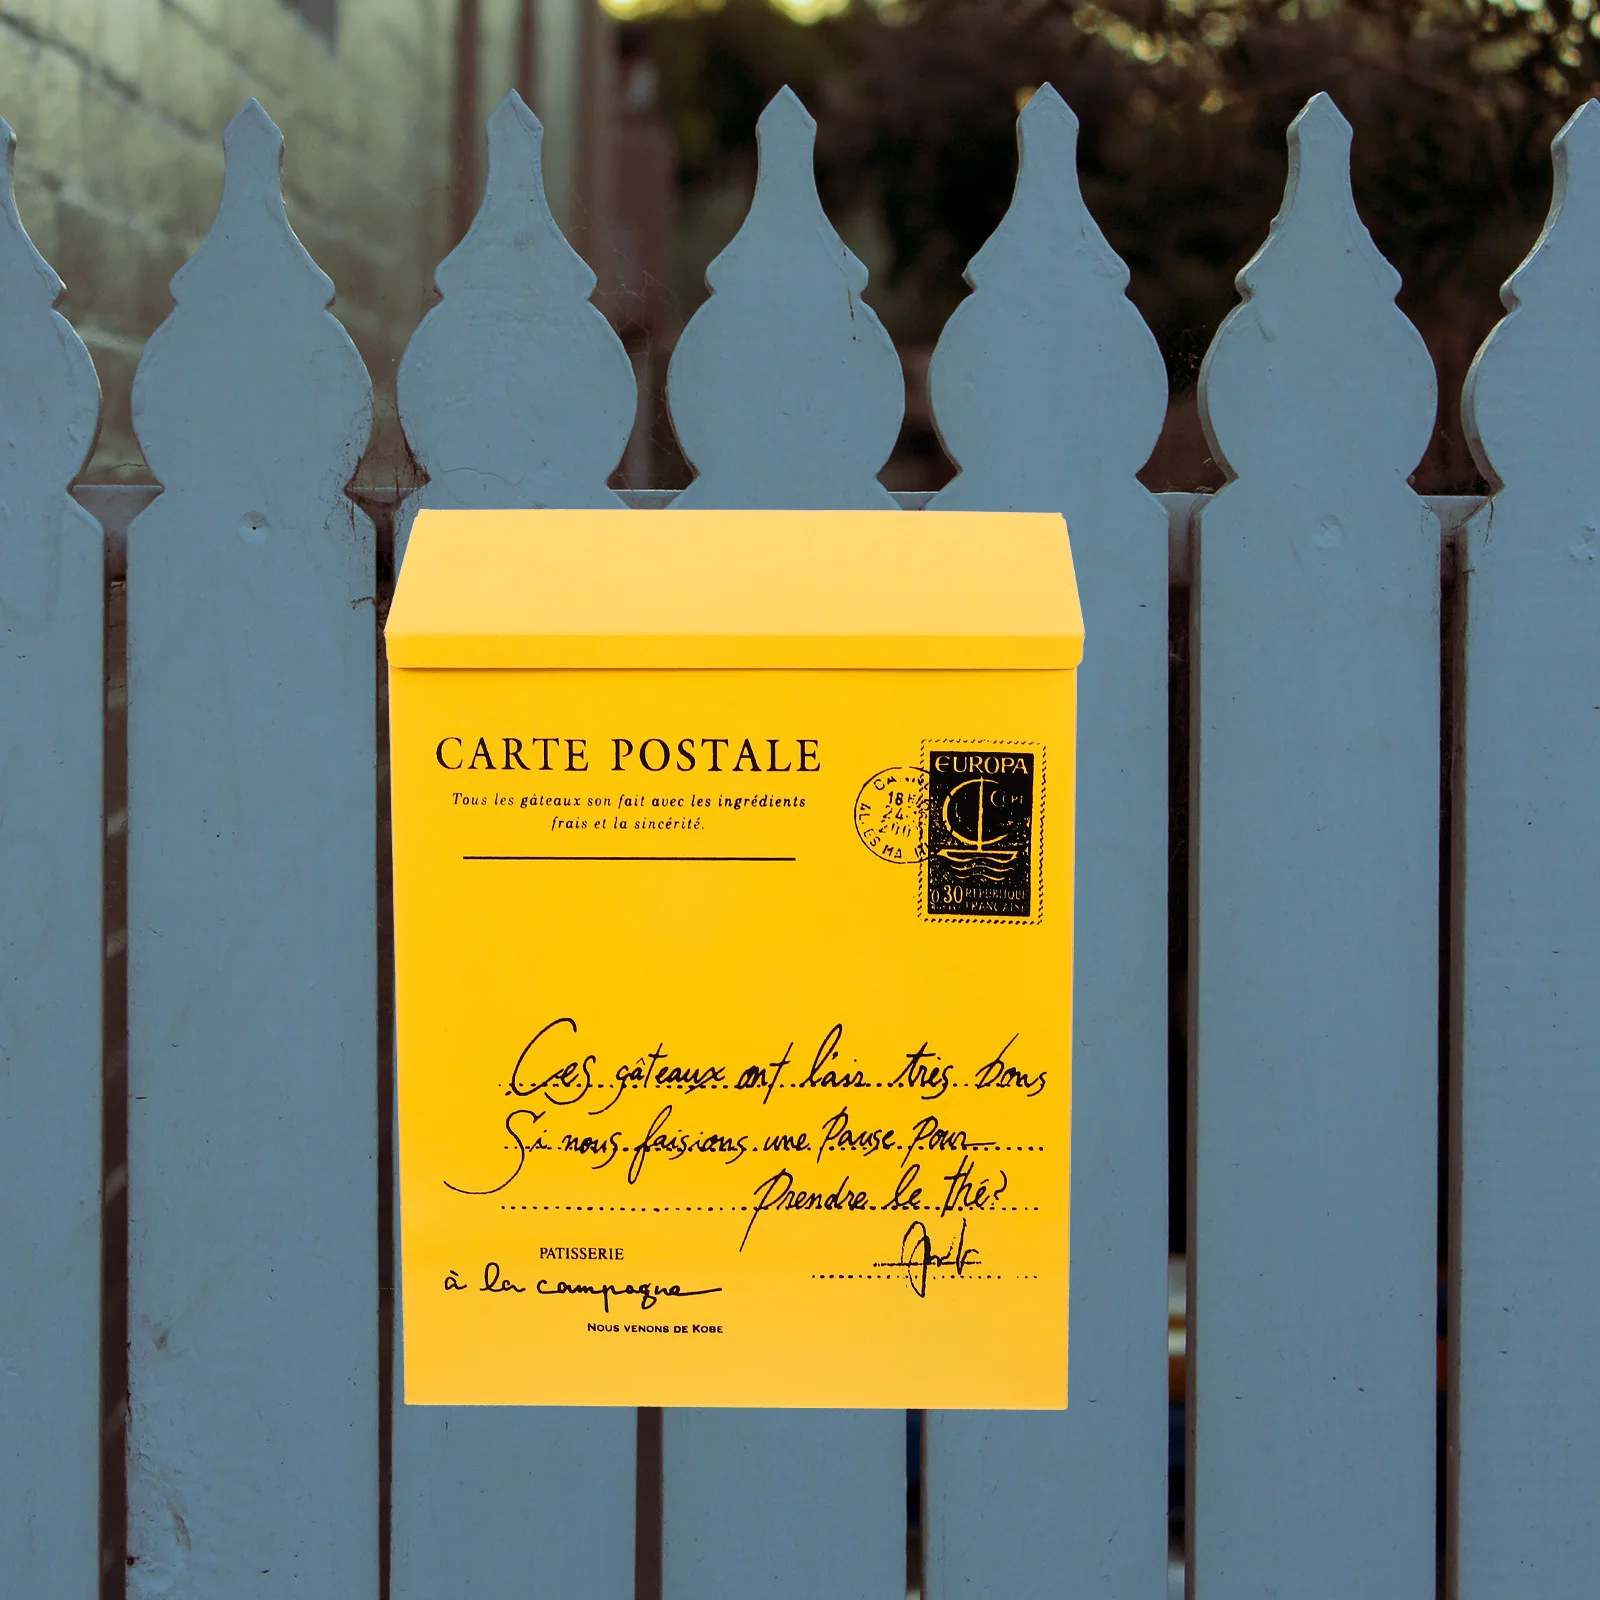 CARTE POSTALE
Tous les gâteaux son fait avec les ingrédients
frais et la sincérité.
EUROPA
0,30 REPUBLIQUE
FRANÇAISE
Ces gâteaux ont l'air très bons
Si nous faisions une Pause Pour
Prendre le thé?
PATISSERIE
à la campagne
NOUS VENONS DE KOBE